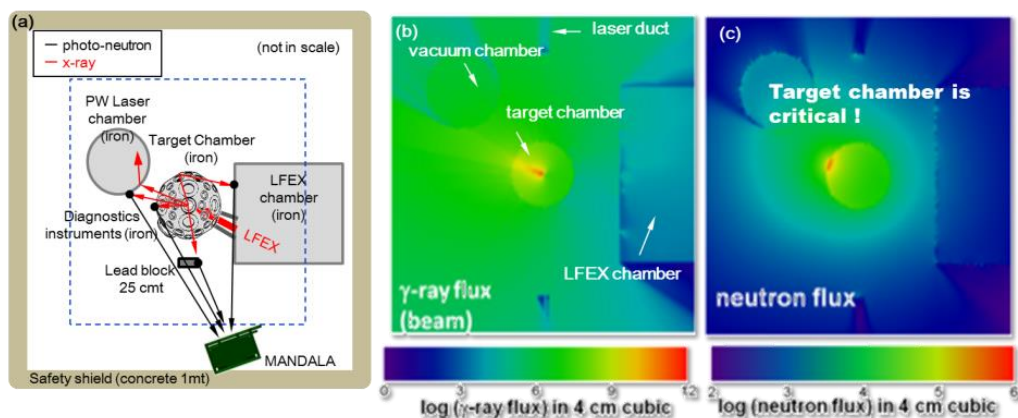 (a)
— photo-neutron
— x-ray
(not in scale)
PW Laser
chamber
(iron)
Target Chamber
(iron)
LFEX
chamber
(iron)
Diagnostics
instruments (iron)
LFEX
Lead block
25 cmt
MANDALA
Safety shield (concrete 1mt)
(b)
laser duct
vacuum chamber
target chamber
LFEX chamber
γ-ray flux
(beam)
0 3 6 9 12
log (γ-ray flux) in 4 cm cubic
(c)
Target chamber is
critical !
neutron flux
2 3 4 5 6
log (neutron flux) in 4 cm cubic